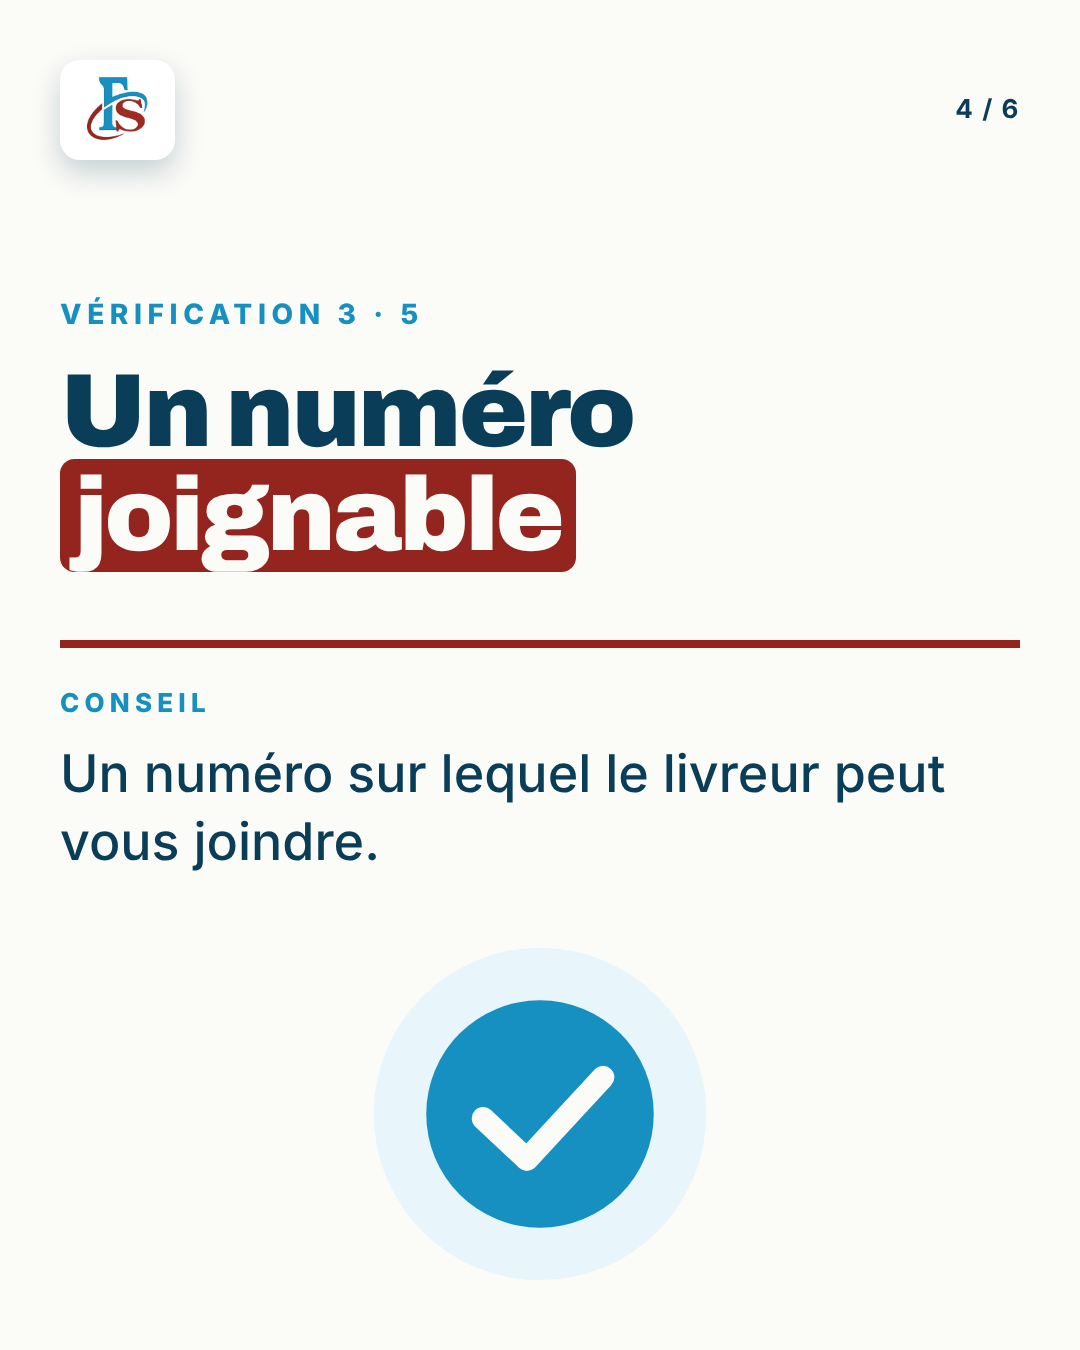 FS
4 / 6
VÉRIFICATION 3 · 5
Un numéro
joignable
CONSEIL
Un numéro sur lequel le livreur peut
vous joindre.